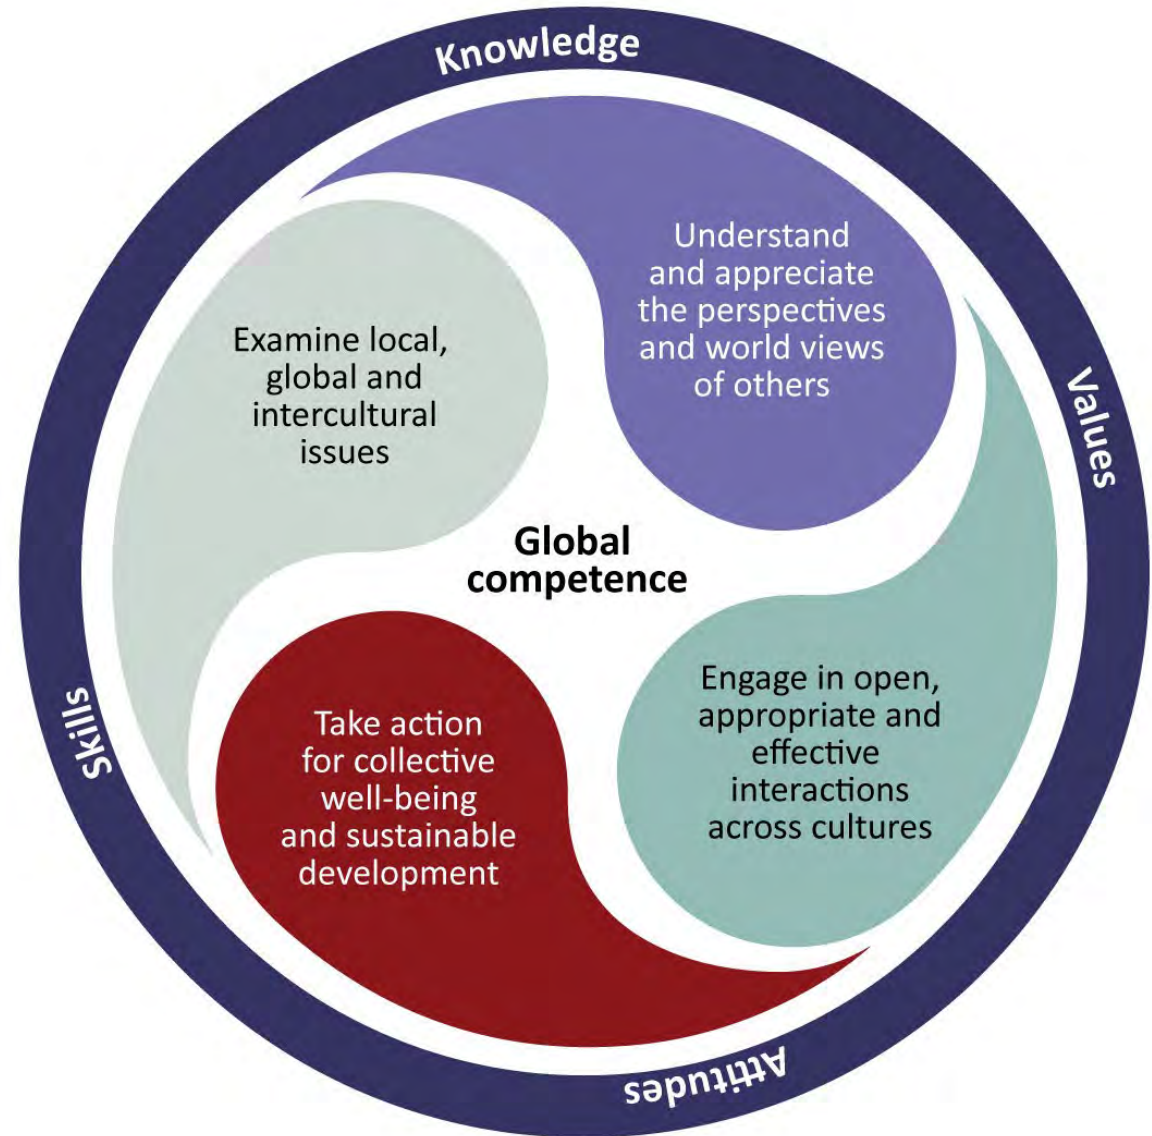 Knowledge
Understand
and appreciate
the perspectives
and world views
of others
Examine local,
global and
intercultural
issues
Values
Global
competence
Engage in open,
appropriate and
effective
interactions
across cultures
Take action
for collective
well-being
and sustainable
development
Skills
Attitudes